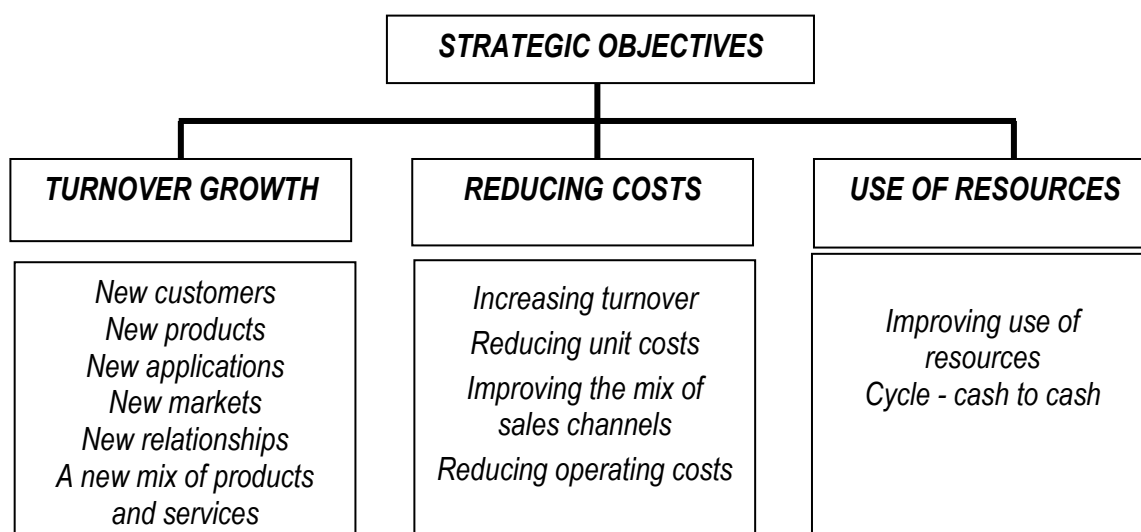 STRATEGIC OBJECTIVES
TURNOVER GROWTH
New customers
New products
New applications
New markets
New relationships
A new mix of products
and services
REDUCING COSTS
Increasing turnover
Reducing unit costs
Improving the mix of
sales channels
Reducing operating costs
USE OF RESOURCES
Improving use of
resources
Cycle - cash to cash